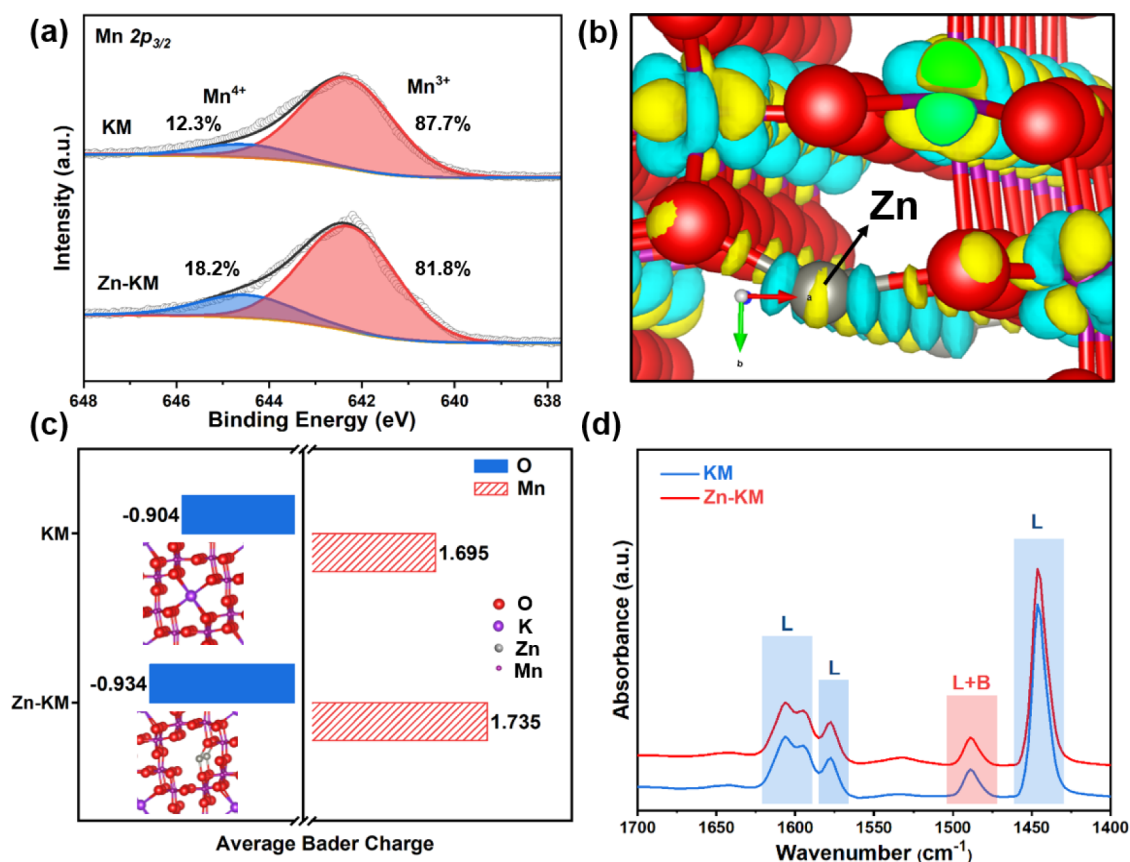 (a)
Mn 2p3/2
Mn4+
Mn3+
KM
12.3%
87.7%
Zn-KM
18.2%
81.8%
Intensity (a.u.)
648 646 644 642 640 638
Binding Energy (eV)
(b)
Zn
a
b
(c)
O
Mn
KM
-0.904
1.695
O
K
Zn
Mn
Zn-KM
-0.934
1.735
Average Bader Charge
(d)
KM
Zn-KM
L
L
L
L+B
Absorbance (a.u.)
1700 1650 1600 1550 1500 1450 1400
Wavenumber (cm-1)